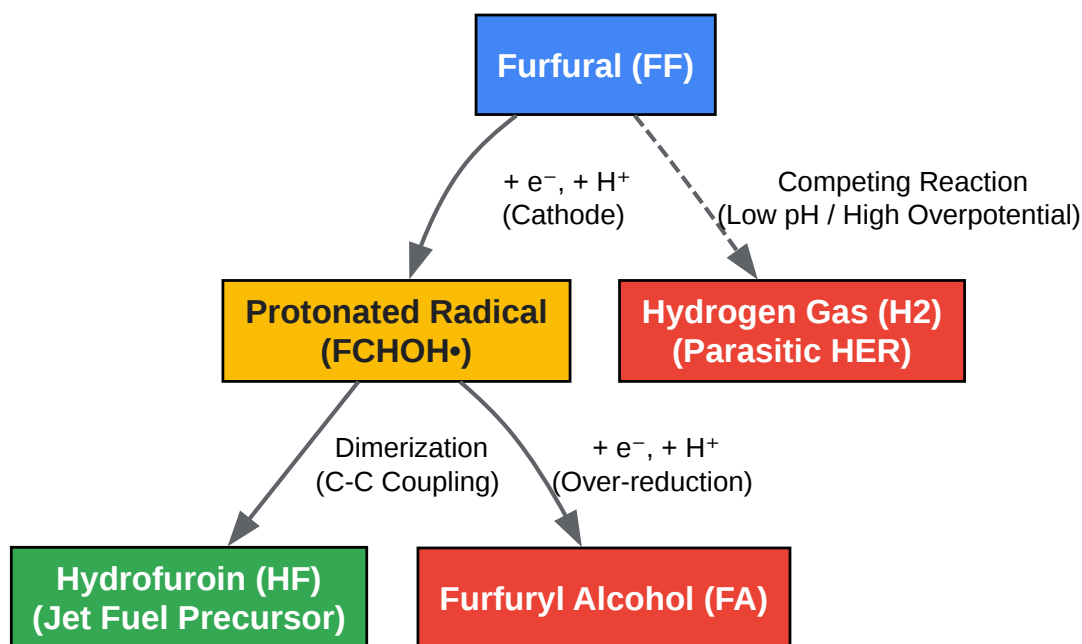 Furfural (FF)
+ e⁻, + H⁺
(Cathode)
Competing Reaction
(Low pH / High Overpotential)
Protonated Radical
(FCHOH•)
Hydrogen Gas (H2)
(Parasitic HER)
Dimerization
(C-C Coupling)
+ e⁻, + H⁺
(Over-reduction)
Hydrofuroin (HF)
(Jet Fuel Precursor)
Furfuryl Alcohol (FA)